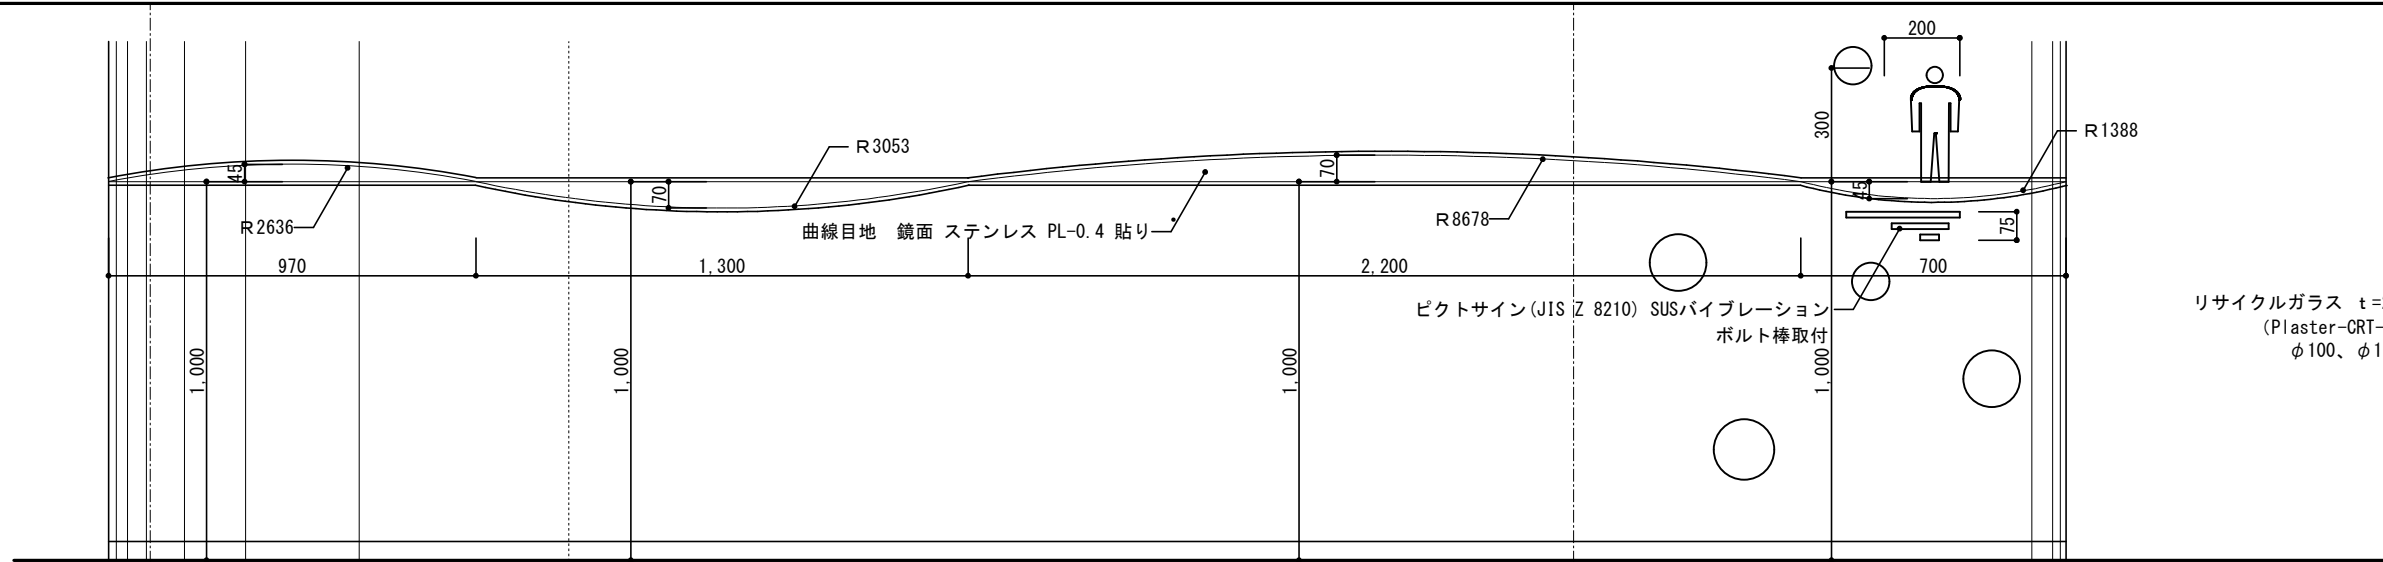 200
300
R1388
R3053
45
70
70
45
R2636
R8678
曲線目地　鏡面 ステンレス PL-0.4 貼り
75
970
1,300
2,200
700
ピクトサイン(JIS Z 8210) SUSバイブレーション
ボルト棒取付
リサイクルガラス t=
(Plaster-CRT-
φ100、φ1
1,000
1,000
1,000
1,000